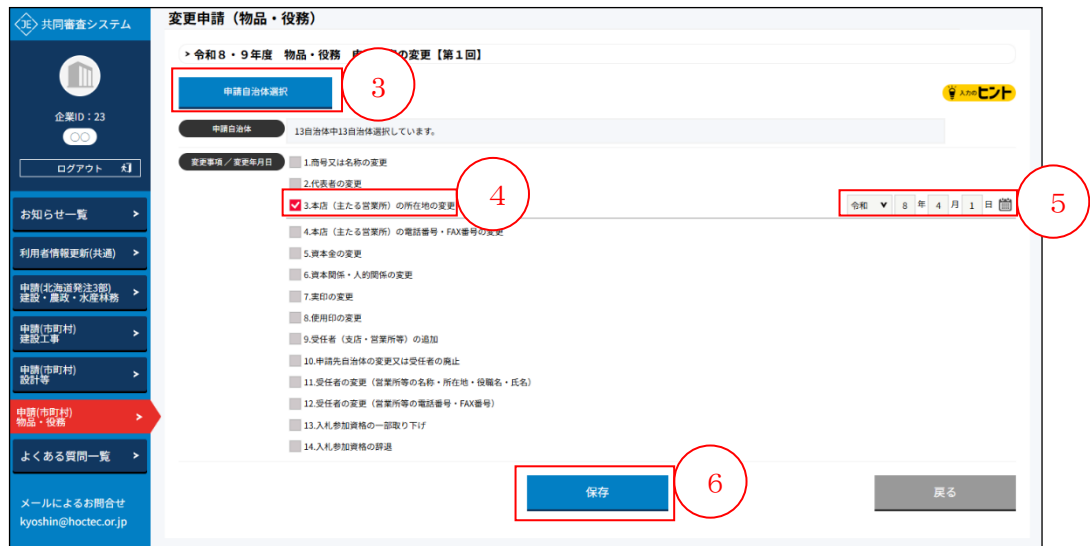 JE 共同審査システム
企業ID：23
○○
ログアウト
お知らせ一覧
利用者情報更新(共通)
申請(北海道発注3部)
建設・農政・水産林務
申請(市町村)
建設工事
申請(市町村)
設計等
申請(市町村)
物品・役務
よくある質問一覧
メールによるお問合せ
kyoshin@hoctec.or.jp
変更申請（物品・役務）
> 令和８・９年度　物品・役務　申の変更【第１回】
申請自治体選択
3
入力のヒント
申請自治体
13自治体中13自治体選択しています。
変更事項／変更年月日
1.商号又は名称の変更
2.代表者の変更
3.本店（主たる営業所）の所在地の変更
4
令和 8 年 4 月 1 日
5
4.本店（主たる営業所）の電話番号・FAX番号の変更
5.資本金の変更
6.資本関係・人的関係の変更
7.実印の変更
8.使用印の変更
9.受任者（支店・営業所等）の追加
10.申請先自治体の変更又は受任者の廃止
11.受任者の変更（営業所等の名称・所在地・役職名・氏名）
12.受任者の変更（営業所等の電話番号・FAX番号）
13.入札参加資格の一部取り下げ
14.入札参加資格の辞退
保存
6
戻る